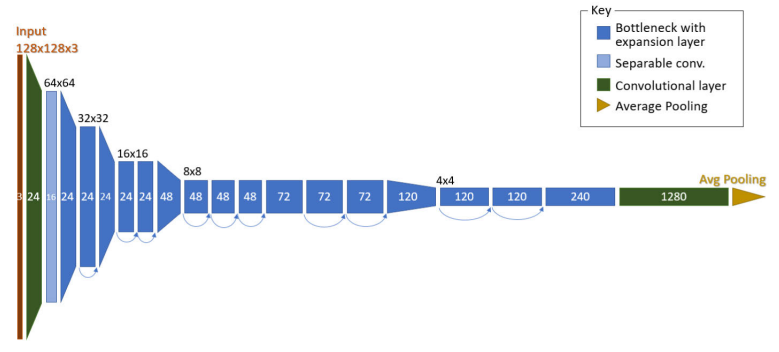 Key
Bottleneck with
expansion layer
Separable conv.
Convolutional layer
Average Pooling
Input
128x128x3
64x64
32x32
16x16
8x8
4x4
Avg Pooling
3 24 16 24 24 24 24 24 48 48 48 48 72 72 72 120 120 120 240 1280